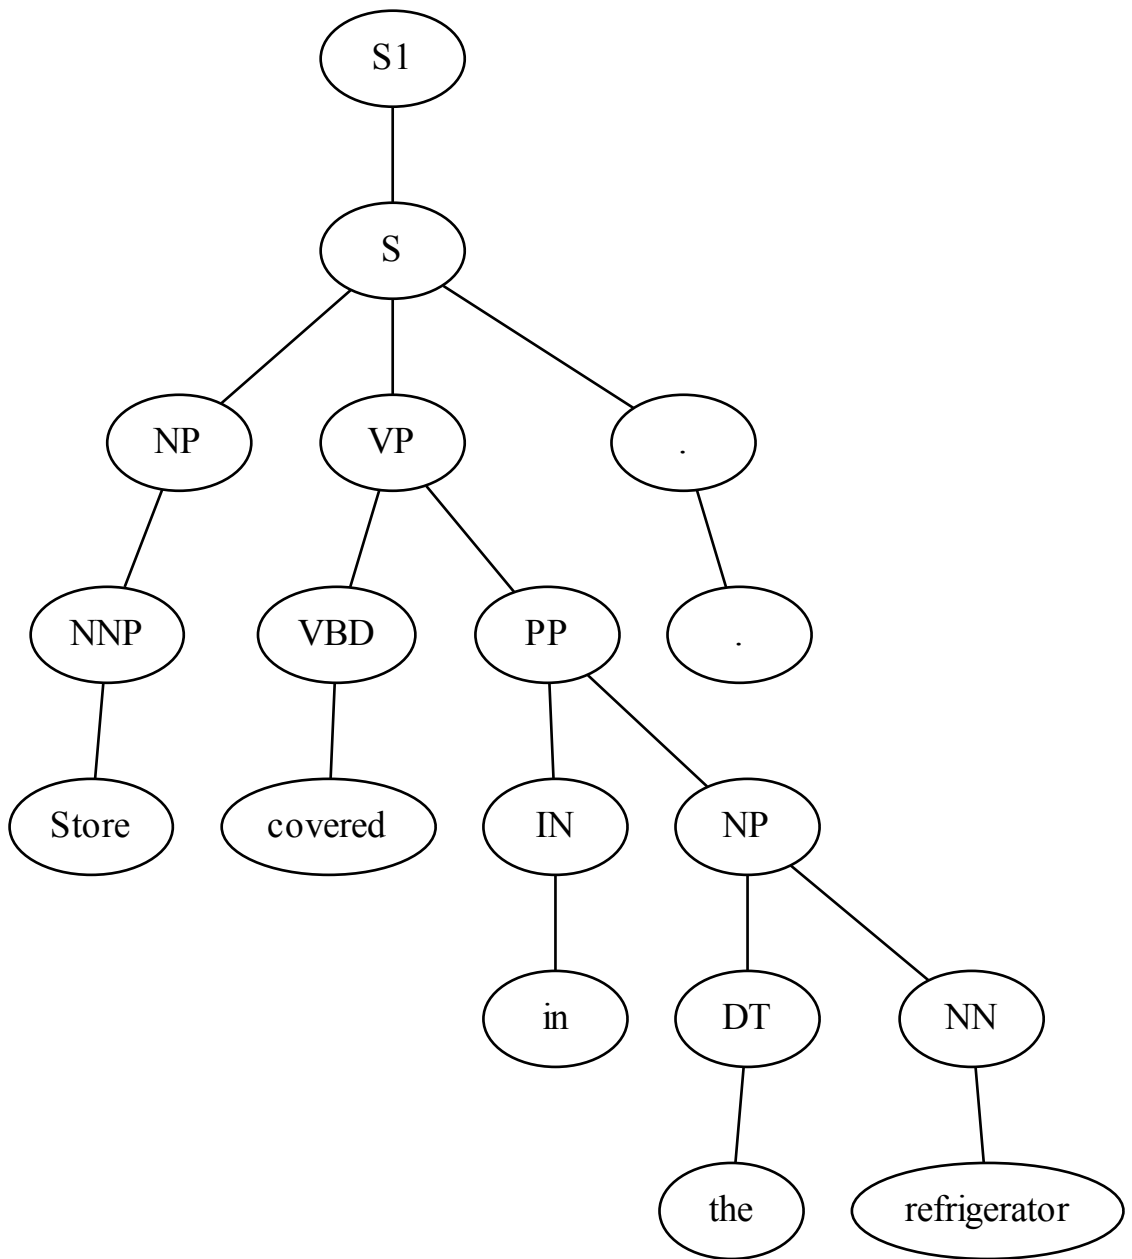 S1
S
NP VP .
NNP VBD PP .
Store covered IN NP
in DT NN
the refrigerator